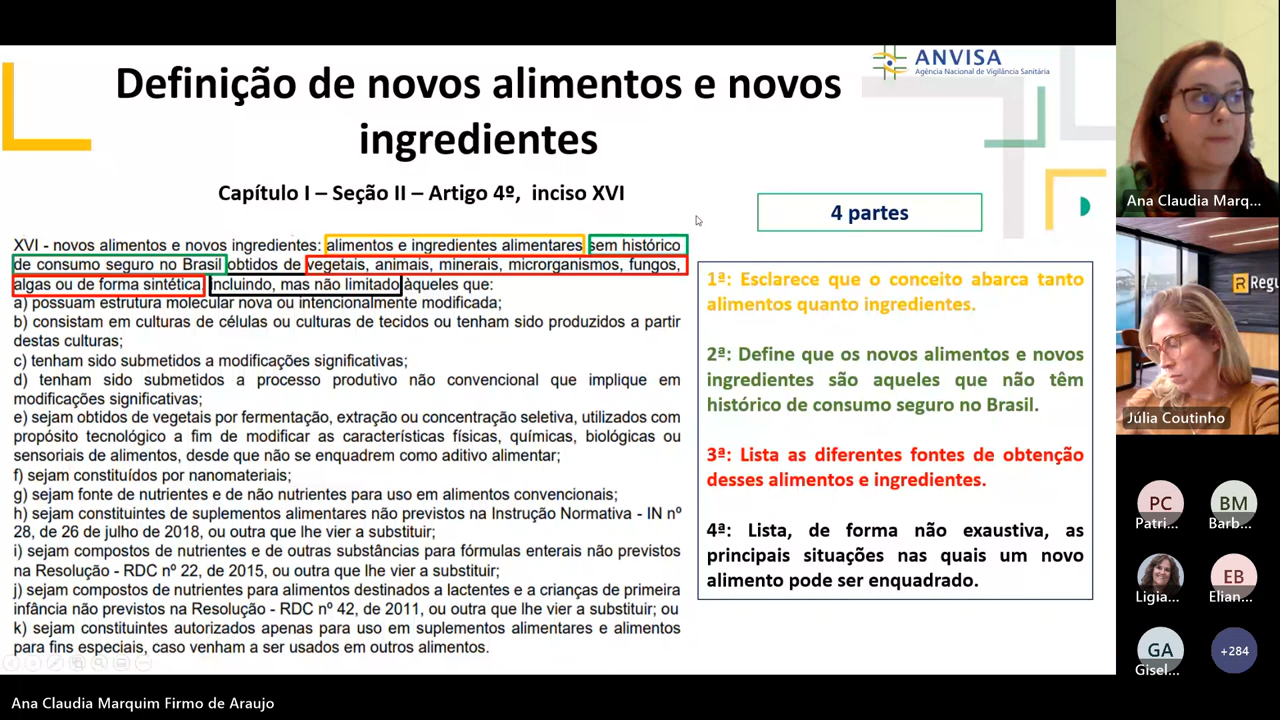 Definição de novos alimentos e novos
ingredientes
ANVISA
Agência Nacional de Vigilância Sanitária
Capítulo I – Seção II – Artigo 4º, inciso XVI
4 partes
XVI - novos alimentos e novos ingredientes: alimentos e ingredientes alimentares sem histórico
de consumo seguro no Brasil obtidos de vegetais, animais, minerais, microrganismos, fungos,
algas ou de forma sintética, incluindo, mas não limitado àqueles que:
a) possuam estrutura molecular nova ou intencionalmente modificada;
b) consistam em culturas de células ou culturas de tecidos ou tenham sido produzidos a partir
destas culturas;
c) tenham sido submetidos a modificações significativas;
d) tenham sido submetidos a processo produtivo não convencional que implique em
modificações significativas;
e) sejam obtidos de vegetais por fermentação, extração ou concentração seletiva, utilizados com
propósito tecnológico a fim de modificar as características físicas, químicas, biológicas ou
sensoriais de alimentos, desde que não se enquadrem como aditivo alimentar;
f) sejam constituídos por nanomateriais;
g) sejam fonte de nutrientes e de não nutrientes para uso em alimentos convencionais;
h) sejam constituintes de suplementos alimentares não previstos na Instrução Normativa - IN nº
28, de 26 de julho de 2018, ou outra que lhe vier a substituir;
i) sejam compostos de nutrientes e de outras substâncias para fórmulas enterais não previstos
na Resolução - RDC nº 22, de 2015, ou outra que lhe vier a substituir;
j) sejam compostos de nutrientes para alimentos destinados a lactentes e a crianças de primeira
infância não previstos na Resolução - RDC nº 42, de 2011, ou outra que lhe vier a substituir; ou
k) sejam constituintes autorizados apenas para uso em suplementos alimentares e alimentos
para fins especiais, caso venham a ser usados em outros alimentos.
1ª: Esclarece que o conceito abarca tanto
alimentos quanto ingredientes.
2ª: Define que os novos alimentos e novos
ingredientes são aqueles que não têm
histórico de consumo seguro no Brasil.
3ª: Lista as diferentes fontes de obtenção
desses alimentos e ingredientes.
4ª: Lista, de forma não exaustiva, as
principais situações nas quais um novo
alimento pode ser enquadrado.
Ana Claudia Marq...
R Regu
Júlia Coutinho
PC
BM
Patri...
Barb...
EB
Ligia...
Elian...
GA
+284
Gisel...
Ana Claudia Marquim Firmo de Araujo